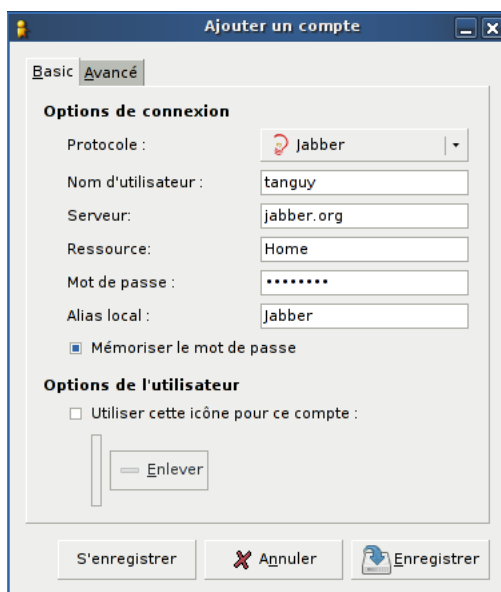 Ajouter un compte
Basic Avancé
Options de connexion
Protocole : Jabber
Nom d'utilisateur : tanguy
Serveur: jabber.org
Ressource: Home
Mot de passe : ••••••••
Alias local : Jabber
Mémoriser le mot de passe
Options de l'utilisateur
Utiliser cette icône pour ce compte :
Enlever
S'enregistrer Annuler Enregistrer